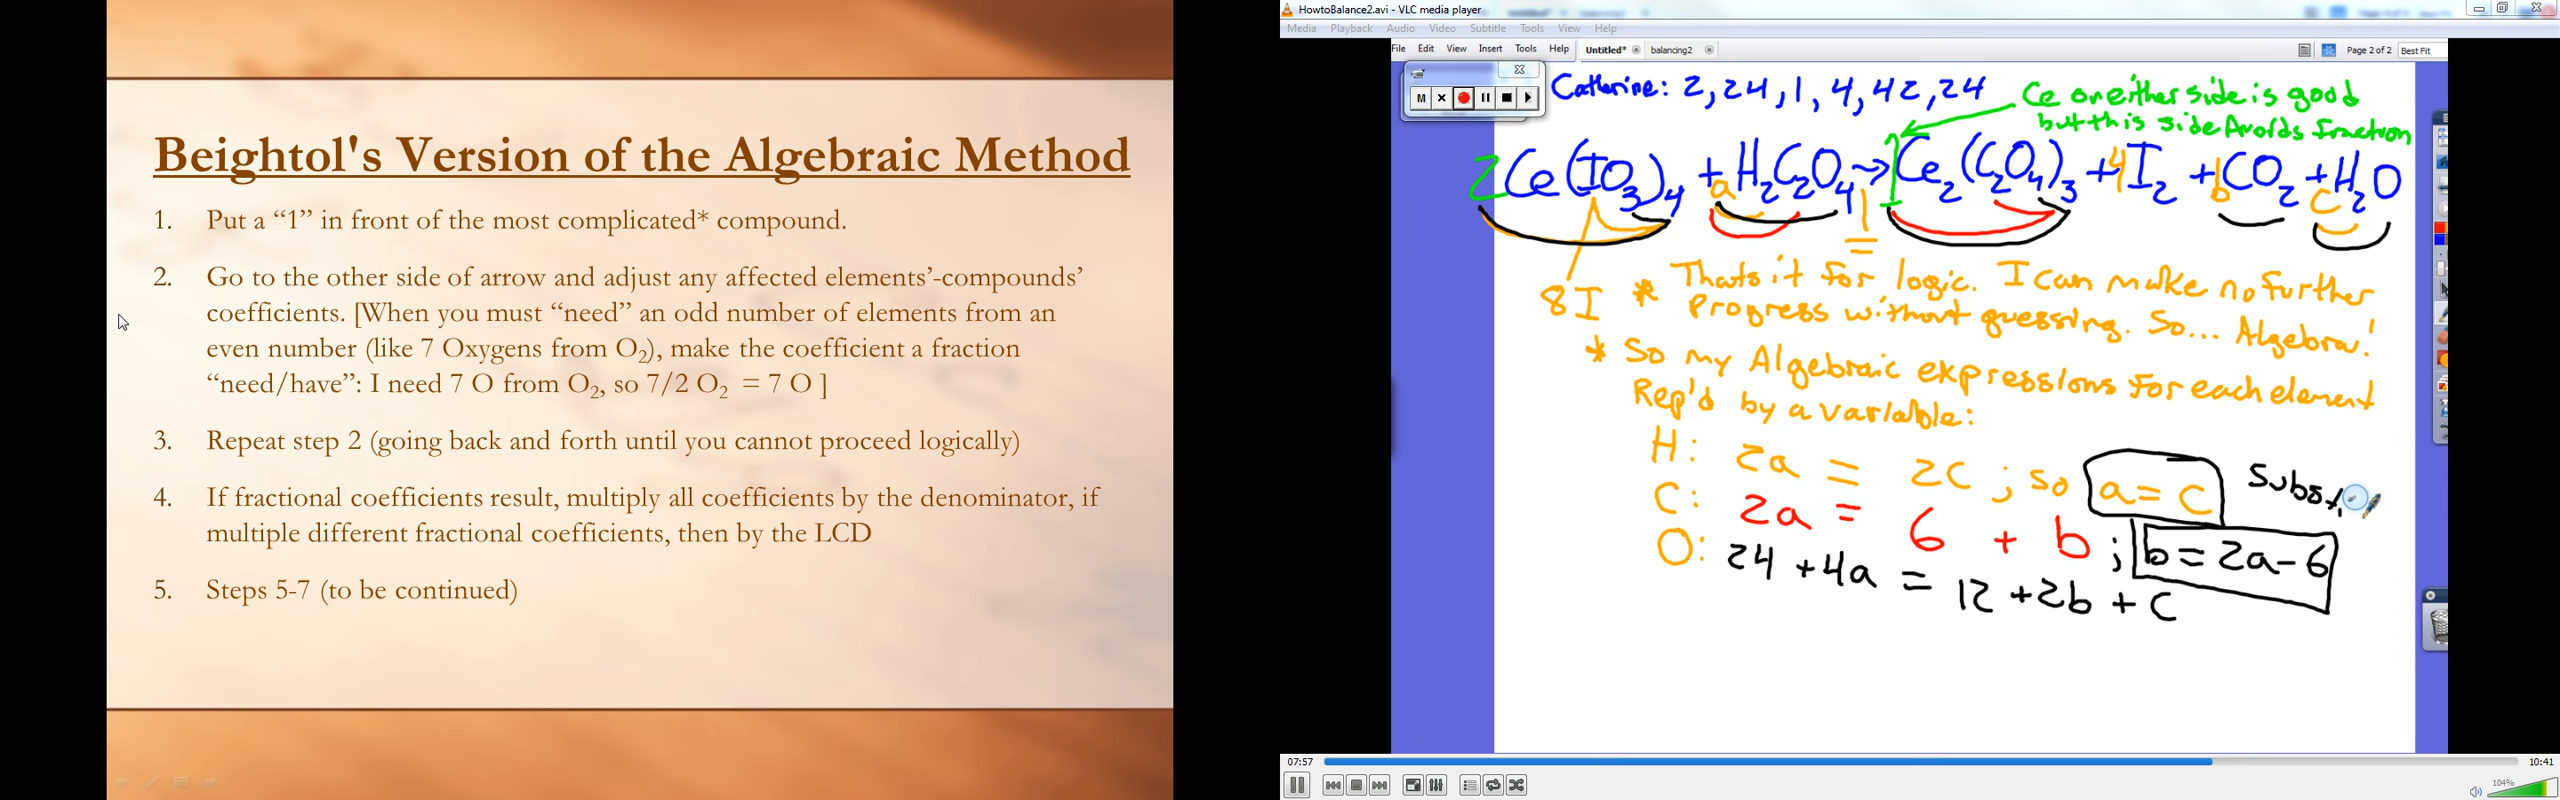 Beightol's Version of the Algebraic Method
1. Put a “1” in front of the most complicated* compound.
2. Go to the other side of arrow and adjust any affected elements’-compounds’
coefficients. [When you must “need” an odd number of elements from an
even number (like 7 Oxygens from O₂), make the coefficient a fraction
“need/have”: I need 7 O from O₂, so 7/2 O₂ = 7 O ]
3. Repeat step 2 (going back and forth until you cannot proceed logically)
4. If fractional coefficients result, multiply all coefficients by the denominator, if
multiple different fractional coefficients, then by the LCD
5. Steps 5-7 (to be continued)
HowtoBalance2.avi - VLC media player
Media Playback Audio Video Subtitle Tools View Help
File Edit View Insert Tools Help Untitled* balancing2 Page 2 of 2 Best Fit
M
Catherine: 2, 24, 1, 4, 42, 24
Ce on either side is good
but this side Avoids fraction
2Ce(IO₃)₄ + aH₂C₂O₄ → 1Ce₂(C₂O₄)₃ + 4I₂ + bCO₂ + cH₂O
8I
* Thats it for logic. I can make no further
Progress without guessing. So... Algebra!
* So my Algebraic expressions for each element
Rep'd by a variable:
H: 2a = 2c ; so a = c
Subst
C: 2a = 6 + b ; b = 2a - 6
O: 24 + 4a = 12 + 2b + c
07:57
10:41
104%